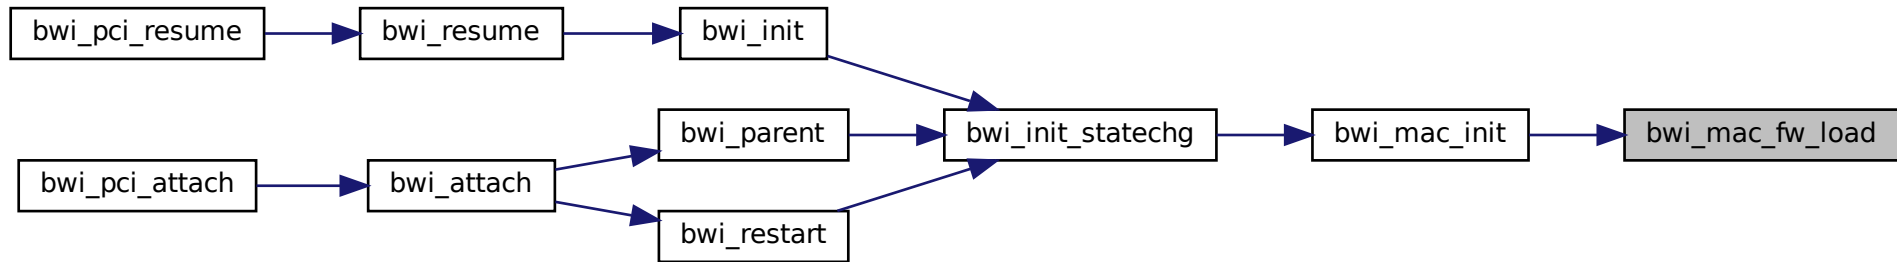 bwi_pci_resume
bwi_resume
bwi_init
bwi_parent
bwi_init_statechg
bwi_mac_init
bwi_mac_fw_load
bwi_pci_attach
bwi_attach
bwi_restart